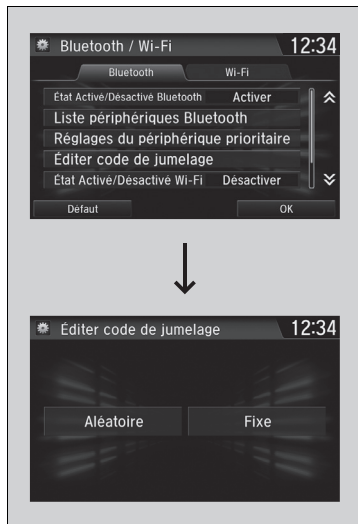 Bluetooth / Wi-Fi 12:34
Bluetooth Wi-Fi
État Activé/Désactivé Bluetooth Activer
Liste périphériques Bluetooth
Réglages du périphérique prioritaire
Éditer code de jumelage
État Activé/Désactivé Wi-Fi Désactiver
Défaut OK
Éditer code de jumelage 12:34
Aléatoire Fixe